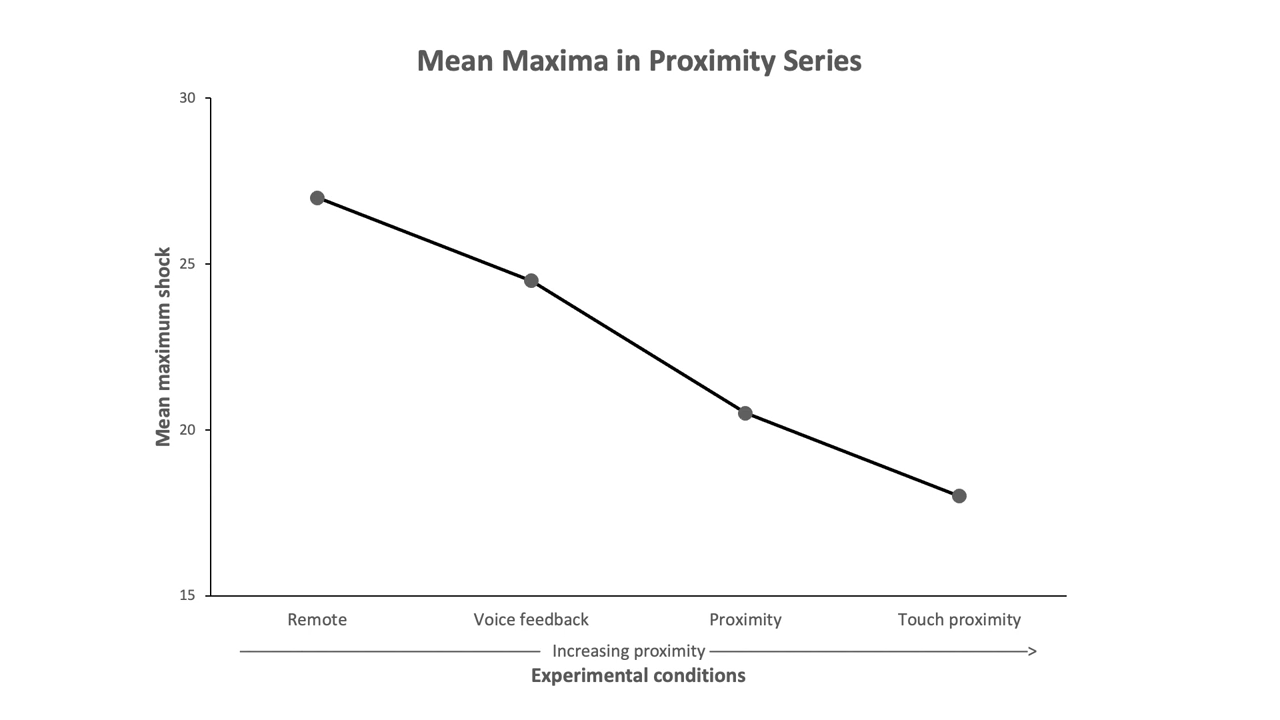 Mean Maxima in Proximity Series
30
25
20
15
Mean maximum shock
Remote
Voice feedback
Proximity
Touch proximity
Increasing proximity
Experimental conditions